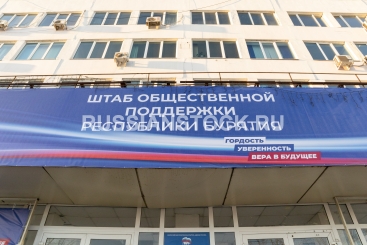 ШТАБ ОБЩЕСТВЕННОЙ
ПОДДЕРЖКИ
РЕСПУБЛИКИ БУРЯТИЯ
RUSSIANSTOCK.RU
ГОРДОСТЬ
УВЕРЕННОСТЬ
ВЕРА В БУДУЩЕЕ